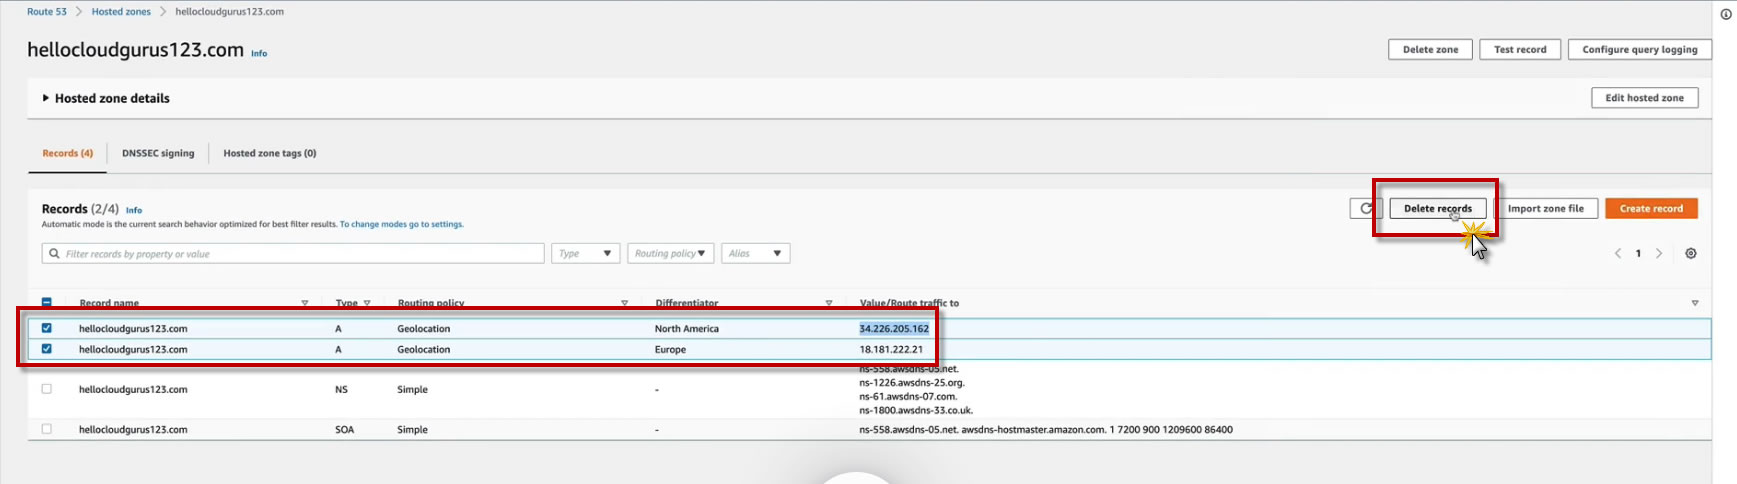 Route 53 > Hosted zones > hellocloudgurus123.com
hellocloudgurus123.com Info
Delete zone Test record Configure query logging
Hosted zone details
Edit hosted zone
Records (4) DNSSEC signing Hosted zone tags (0)
Records (2/4) Info
Delete records Import zone file Create record
Automatic mode is the current search behavior optimized for best filter results. To change modes go to settings.
Filter records by property or value Type Routing policy Alias
1
Record name Type Routing policy Differentiator Value/Route traffic to
hellocloudgurus123.com A Geolocation North America 34.226.205.162
hellocloudgurus123.com A Geolocation Europe 18.181.222.21
ns-558.awsdns-05.net.
hellocloudgurus123.com NS Simple - ns-1226.awsdns-25.org.
ns-61.awsdns-07.com.
ns-1800.awsdns-33.co.uk.
hellocloudgurus123.com SOA Simple - ns-558.awsdns-05.net. awsdns-hostmaster.amazon.com. 1 7200 900 1209600 86400